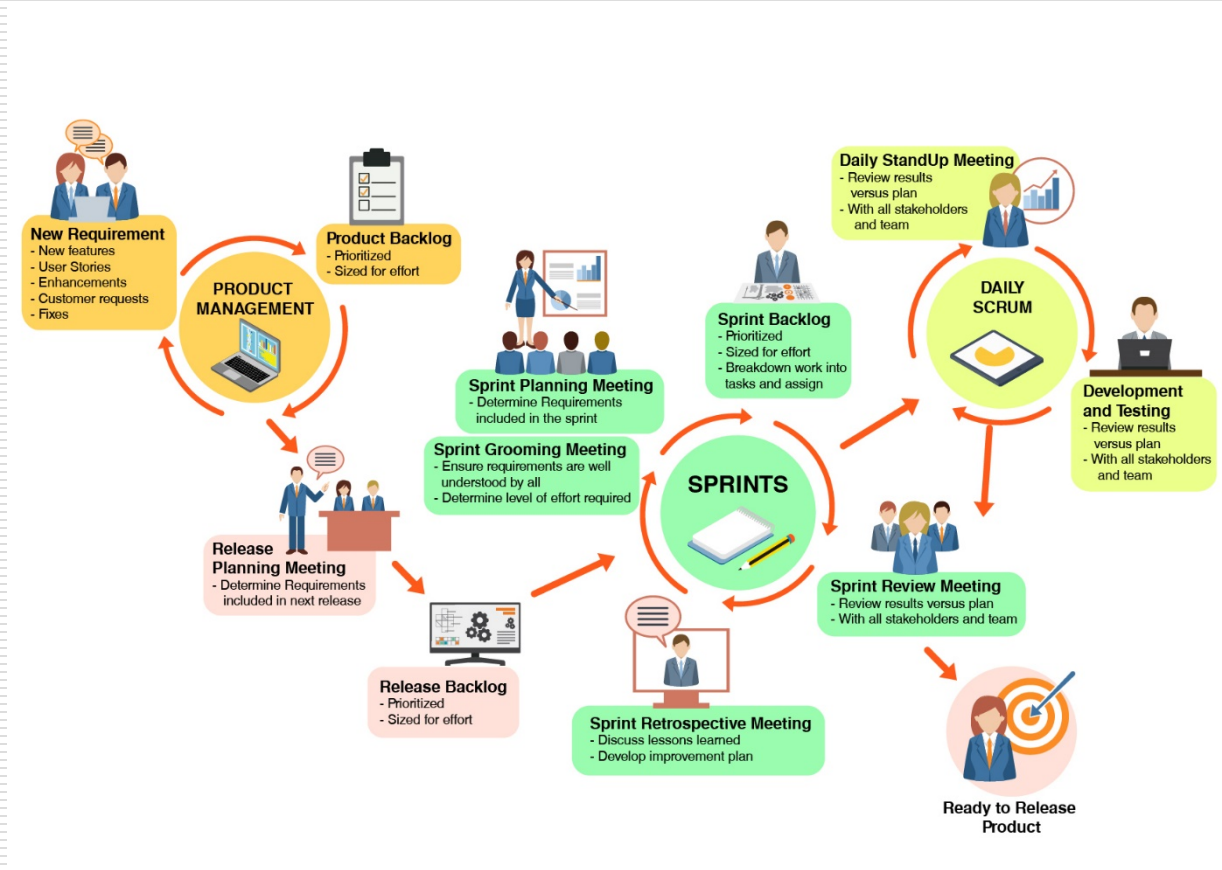 New Requirement
- New features
- User Stories
- Enhancements
- Customer requests
- Fixes
PRODUCT
MANAGEMENT
Product Backlog
- Prioritized
- Sized for effort
Release
Planning Meeting
- Determine Requirements
included in next release
Release Backlog
- Prioritized
- Sized for effort
Sprint Planning Meeting
- Determine Requirements
included in the sprint
Sprint Grooming Meeting
- Ensure requirements are well
understood by all
- Determine level of effort required
Sprint Backlog
- Prioritized
- Sized for effort
- Breakdown work into
tasks and assign
SPRINTS
Sprint Retrospective Meeting
- Discuss lessons learned
- Develop improvement plan
Daily StandUp Meeting
- Review results
versus plan
- With all stakeholders
and team
DAILY
SCRUM
Development
and Testing
- Review results
versus plan
- With all stakeholders
and team
Sprint Review Meeting
- Review results versus plan
- With all stakeholders and team
Ready to Release
Product